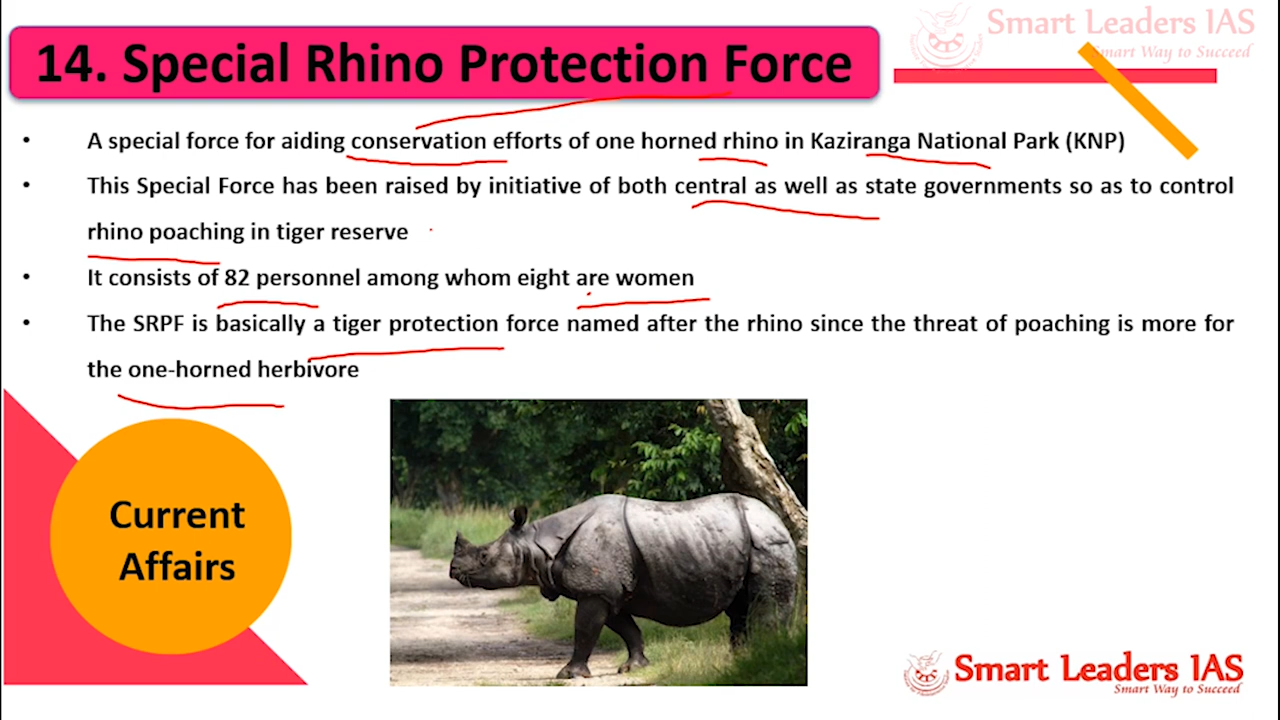 Smart Leaders IAS
Smart Way to Succeed
14. Special Rhino Protection Force
• A special force for aiding conservation efforts of one horned rhino in Kaziranga National Park (KNP)
• This Special Force has been raised by initiative of both central as well as state governments so as to control
rhino poaching in tiger reserve
• It consists of 82 personnel among whom eight are women
• The SRPF is basically a tiger protection force named after the rhino since the threat of poaching is more for
the one-horned herbivore
Current
Affairs
Smart Leaders IAS
Smart Way to Succeed